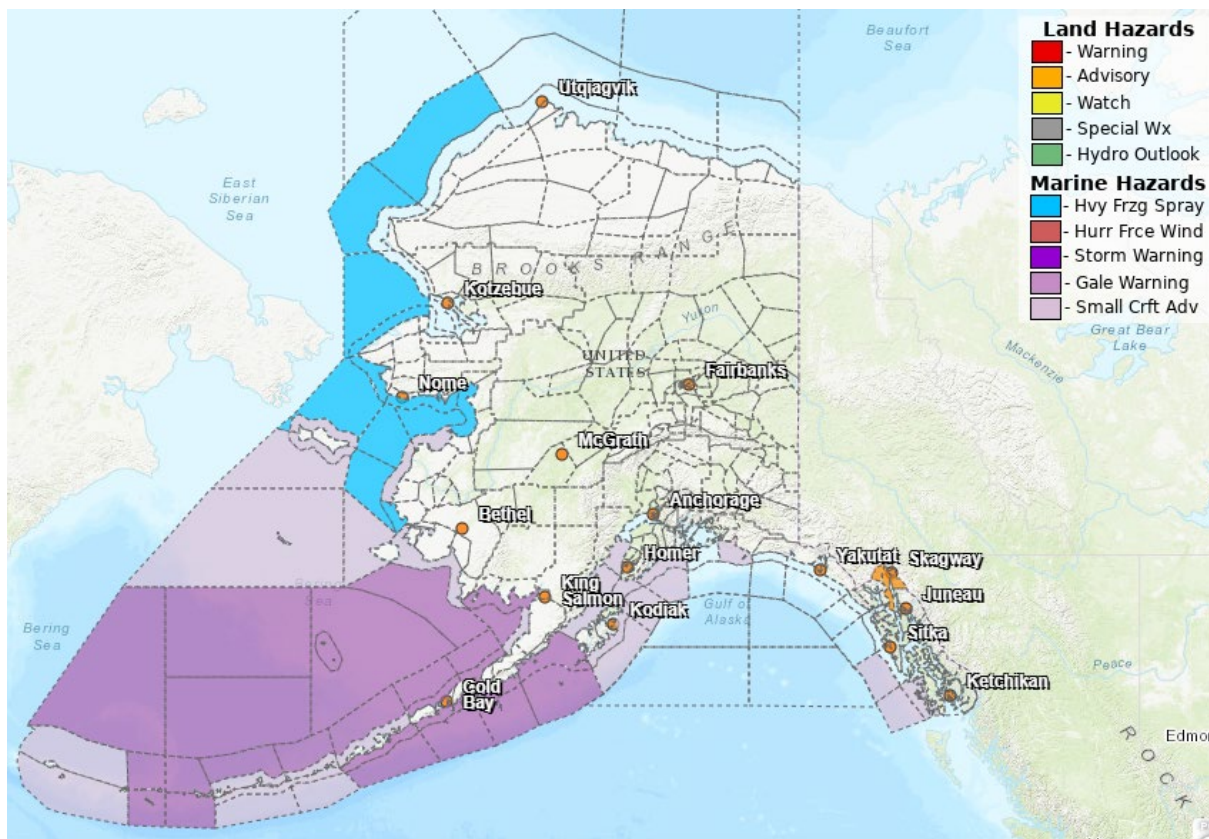 Beaufort
Sea
Land Hazards
- Warning
- Advisory
- Watch
- Special Wx
- Hydro Outlook
Marine Hazards
- Hvy Frzg Spray
- Hurr Frce Wind
- Storm Warning
- Gale Warning
- Small Crft Adv
Utqiagvik
East
Siberian
Sea
BROOKS RANGE
Kotzebue
Yukon
Great Bear
Lake
Mackenzie
UNITED
STATES
Fairbanks
Nome
McGrath
Anchorage
Bethel
Homer
Yakutat
Skagway
King
Salmon
Juneau
Kodiak
Gulf of
Alaska
Sea
Bering
Sea
Sitka
Peace
Ketchikan
Cold
Bay
Edmo
ROCK